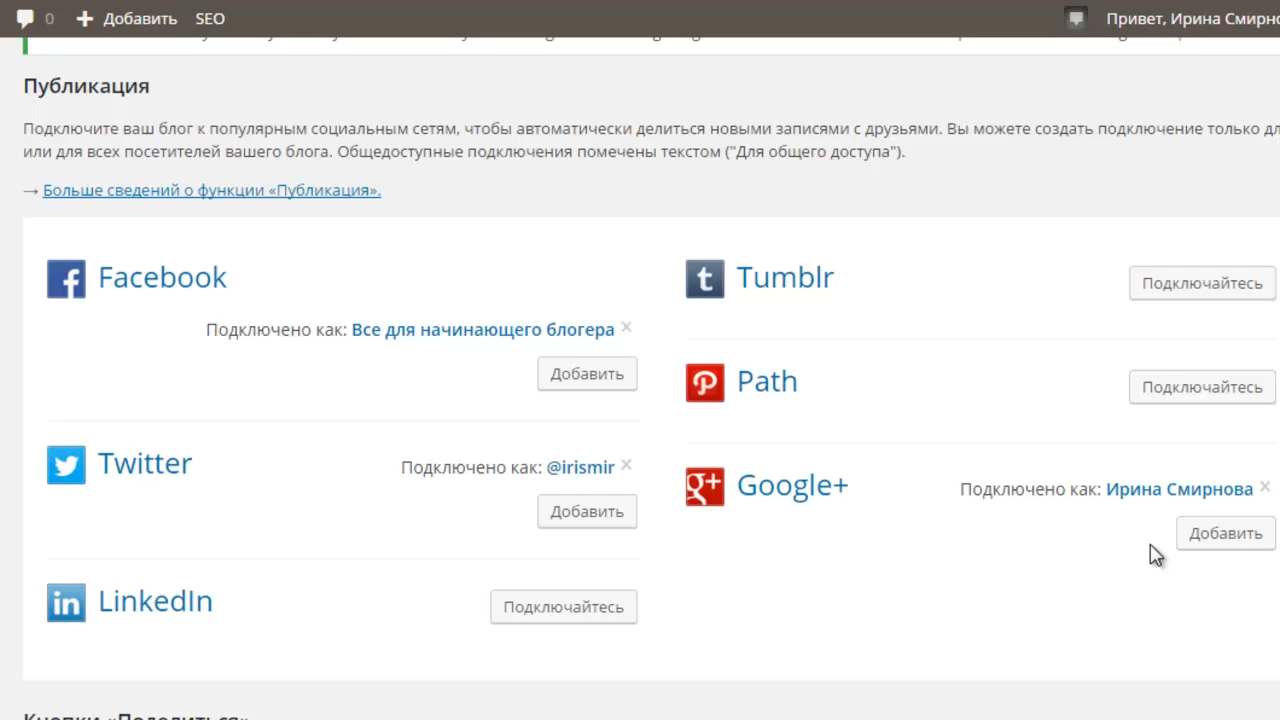 0 Добавить SEO Привет, Ирина Смирно
Публикация
Подключите ваш блог к популярным социальным сетям, чтобы автоматически делиться новыми записями с друзьями. Вы можете создать подключение только
или для всех посетителей вашего блога. Общедоступные подключения помечены текстом ("Для общего доступа").
→ Больше сведений о функции «Публикация».
Facebook
Подключено как: Все для начинающего блогера ×
Добавить
Twitter
Подключено как: @irismir ×
Добавить
LinkedIn
Подключайтесь
Tumblr
Подключайтесь
Path
Подключайтесь
Google+
Подключено как: Ирина Смирнова ×
Добавить
Кнопки «Поделиться»